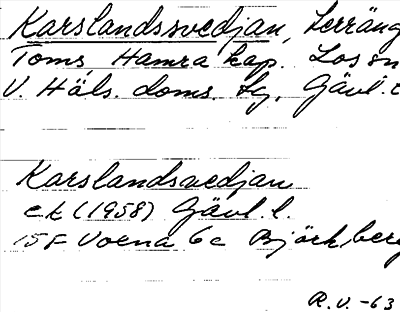 Karslandssvedjan, terräng
Toms, Hamra kap. Los sn
V. Häls. doms. tg, Gävl. l
Karslandsvedjan
ek (1958) Gävl. l.
15F Voxna 6c Björkberg
R.V. -63